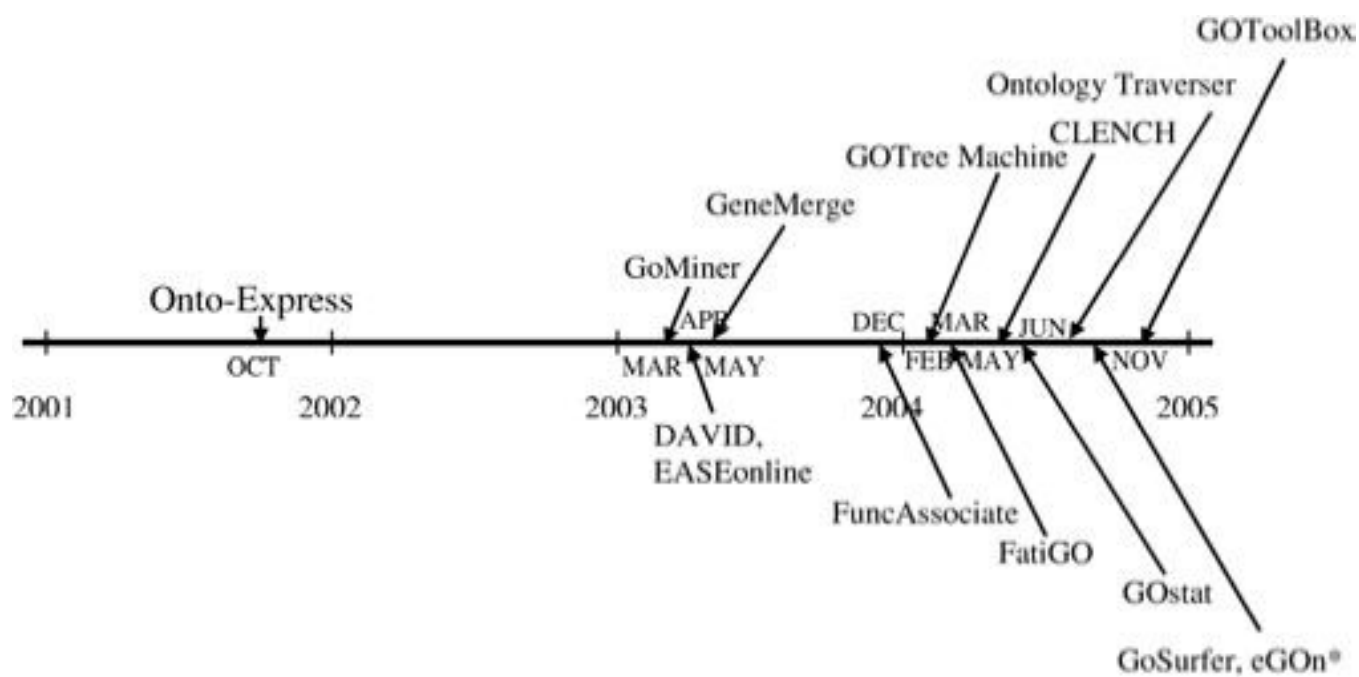 GOToolBox
Ontology Traverser
CLENCH
GOTree Machine
GeneMerge
GoMiner
Onto-Express
APR
DEC
MAR
JUN
OCT
MAR
MAY
FEB
MAY
NOV
2001
2002
2003
2004
2005
DAVID,
EASEonline
FuncAssociate
FatiGO
GOstat
GoSurfer, eGOn*